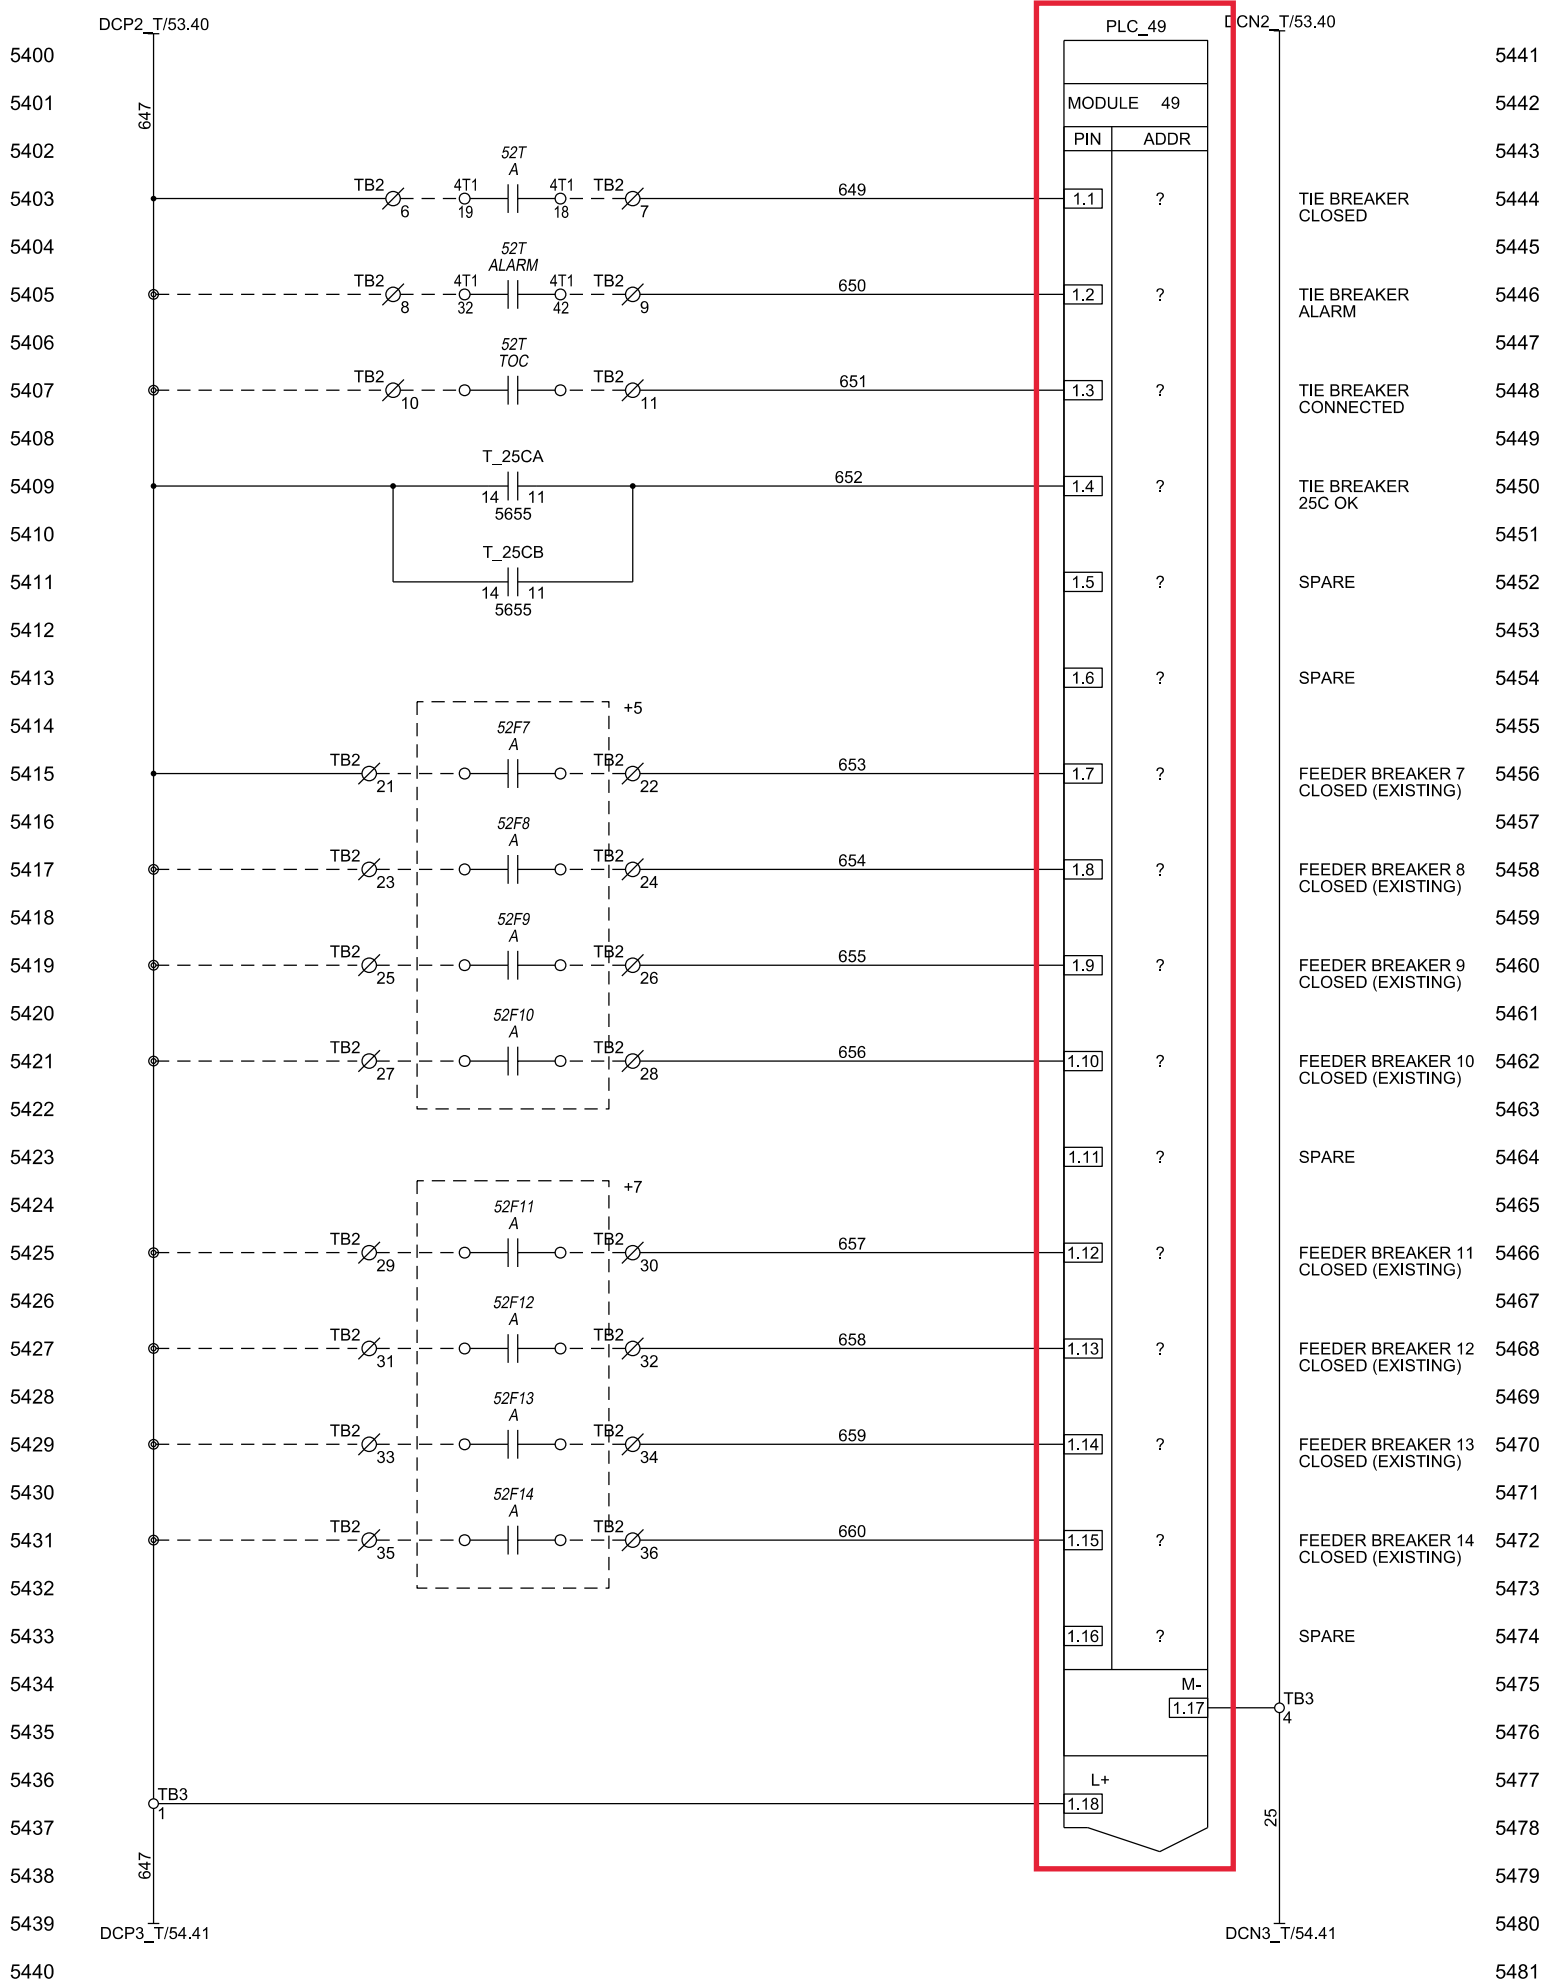 DCP2_T/53.40 PLC_49 DCN2_T/53.40
5400 5441
5401 647 MODULE 49 5442
5402 PIN ADDR 5443
52T
A
5403 TB2 6 4T1 19 4T1 18 TB2 7 649 1.1 ? TIE BREAKER 5444
CLOSED
5404 52T 5445
ALARM
5405 TB2 8 4T1 32 4T1 42 TB2 9 650 1.2 ? TIE BREAKER 5446
ALARM
5406 52T 5447
TOC
5407 TB2 10 TB2 11 651 1.3 ? TIE BREAKER 5448
CONNECTED
5408 5449
T_25CA
5409 14 11 652 1.4 ? TIE BREAKER 5450
5655 25C OK
5410 5451
T_25CB
5411 14 11 1.5 ? SPARE 5452
5655
5412 5453
5413 1.6 ? SPARE 5454
+5
5414 52F7 5455
A
5415 TB2 21 TB2 22 653 1.7 ? FEEDER BREAKER 7 5456
CLOSED (EXISTING)
5416 52F8 5457
A
5417 TB2 23 TB2 24 654 1.8 ? FEEDER BREAKER 8 5458
CLOSED (EXISTING)
5418 52F9 5459
A
5419 TB2 25 TB2 26 655 1.9 ? FEEDER BREAKER 9 5460
CLOSED (EXISTING)
5420 52F10 5461
A
5421 TB2 27 TB2 28 656 1.10 ? FEEDER BREAKER 10 5462
CLOSED (EXISTING)
5422 5463
5423 1.11 ? SPARE 5464
+7
5424 52F11 5465
A
5425 TB2 29 TB2 30 657 1.12 ? FEEDER BREAKER 11 5466
CLOSED (EXISTING)
5426 52F12 5467
A
5427 TB2 31 TB2 32 658 1.13 ? FEEDER BREAKER 12 5468
CLOSED (EXISTING)
5428 52F13 5469
A
5429 TB2 33 TB2 34 659 1.14 ? FEEDER BREAKER 13 5470
CLOSED (EXISTING)
5430 52F14 5471
A
5431 TB2 35 TB2 36 660 1.15 ? FEEDER BREAKER 14 5472
CLOSED (EXISTING)
5432 5473
5433 1.16 ? SPARE 5474
5434 M- 5475
1.17 TB3 4
5435 5476
5436 L+ 5477
TB3 1 1.18
5437 25 5478
5438 647 5479
5439 5480
DCP3_T/54.41 DCN3_T/54.41
5440 5481